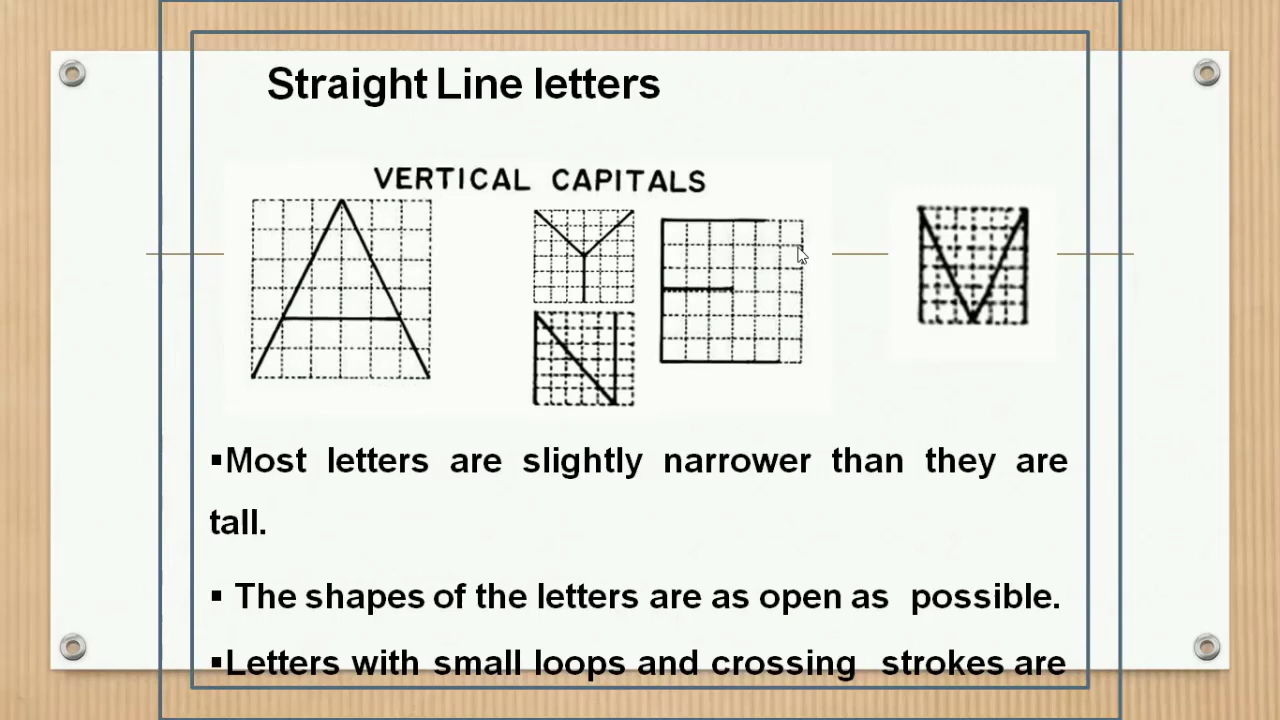 Straight Line letters
VERTICAL CAPITALS
A
Y
E
V
N
▪Most letters are slightly narrower than they are
tall.
▪ The shapes of the letters are as open as possible.
▪Letters with small loops and crossing strokes are